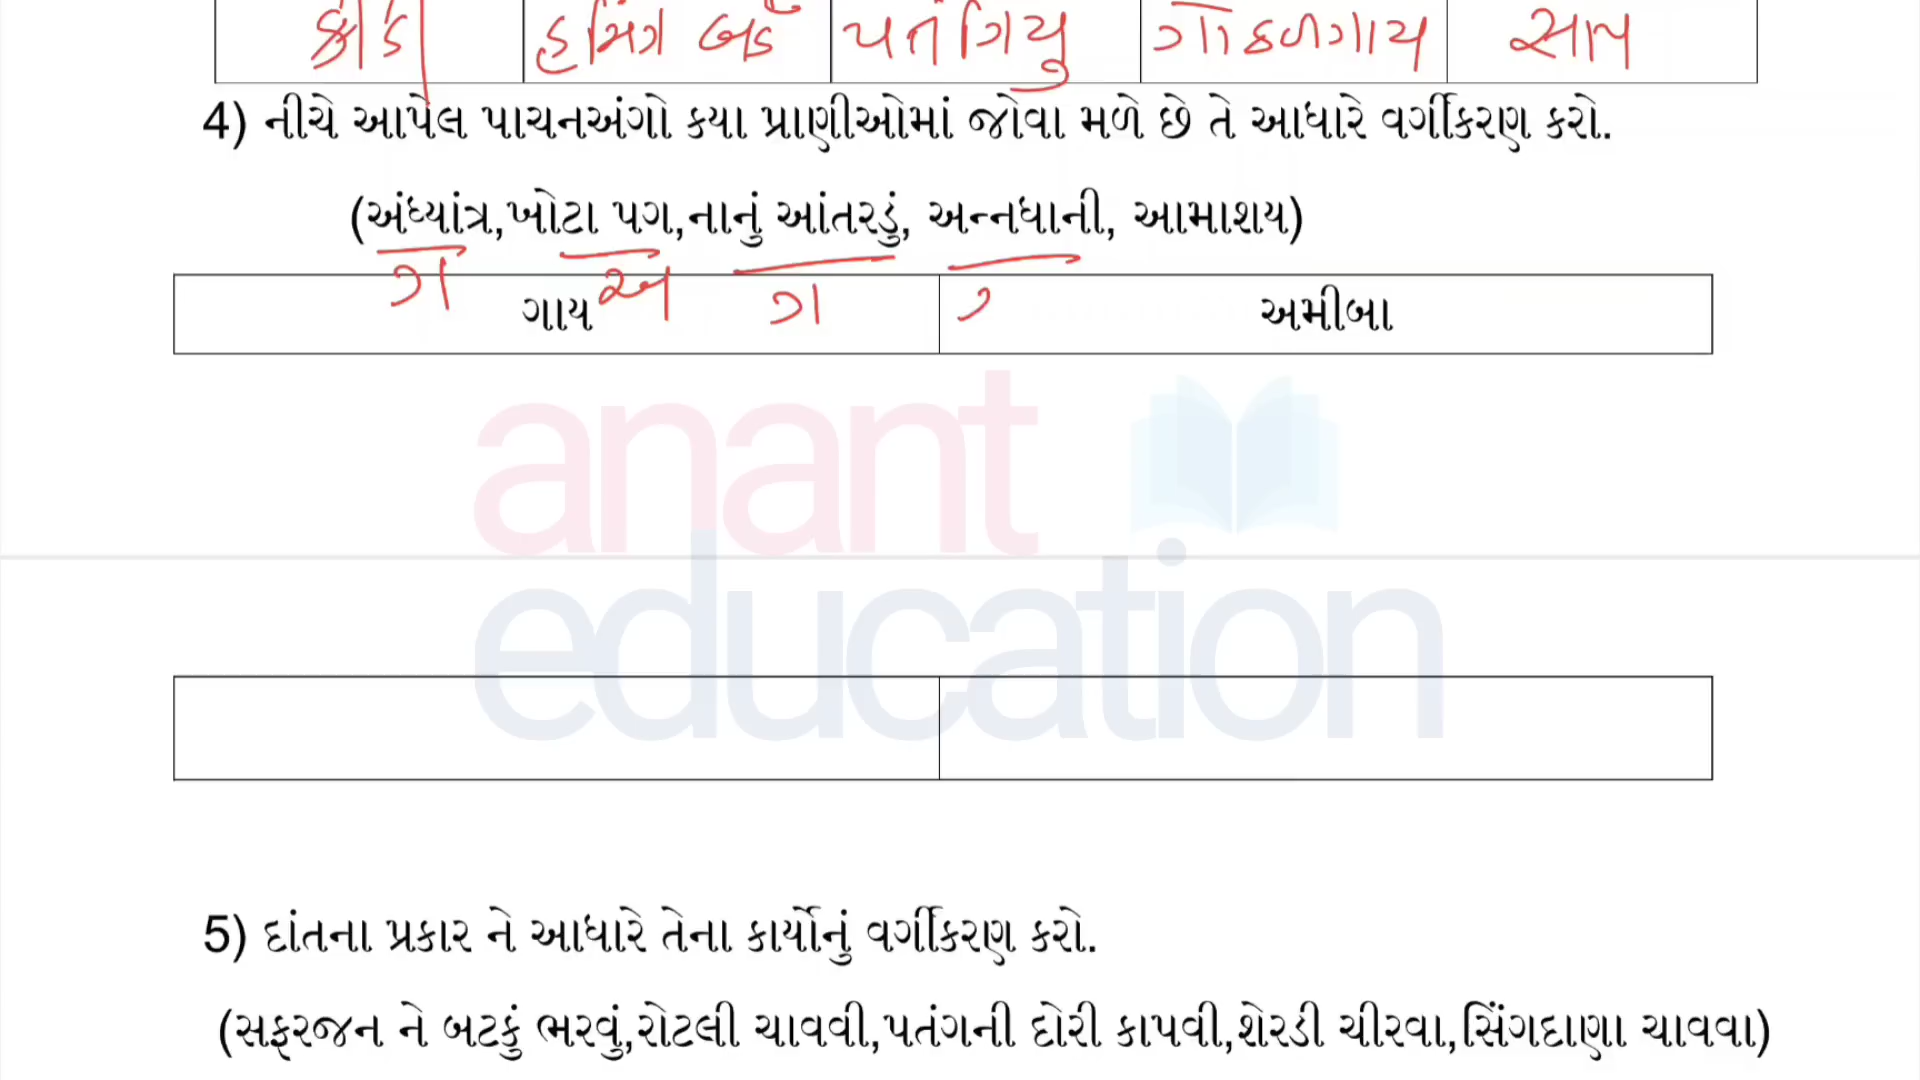 કીડી હમિંગ બર્ડ પતંગિયુ ગોકળગાય સાપ
4) નીચે આપેલ પાચનઅંગો કયા પ્રાણીઓમાં જોવા મળે છે તે આધારે વર્ગીકરણ કરો.
(અંધ્યાંત્ર,ખોટા પગ,નાનું આંતરડું, અન્નધાની, આમાશય)
ગ અ ગ
ગાય અમીબા
anant
education
5) દાંતના પ્રકાર ને આધારે તેના કાર્યોનું વર્ગીકરણ કરો.
(સફરજન ને બટકું ભરવું,રોટલી ચાવવી,પતંગની દોરી કાપવી,શેરડી ચીરવા,સિંગદાણા ચાવવા)